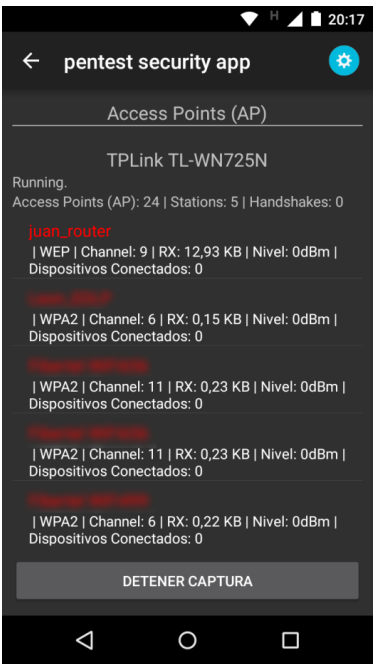 H 20:17
pentest security app
Access Points (AP)
TPLink TL-WN725N
Running.
Access Points (AP): 24 | Stations: 5 | Handshakes: 0
juan_router
| WEP | Channel: 9 | RX: 12,93 KB | Nivel: 0dBm |
Dispositivos Conectados: 0
| WPA2 | Channel: 6 | RX: 0,15 KB | Nivel: 0dBm |
Dispositivos Conectados: 0
| WPA2 | Channel: 11 | RX: 0,23 KB | Nivel: 0dBm |
Dispositivos Conectados: 0
| WPA2 | Channel: 11 | RX: 0,23 KB | Nivel: 0dBm |
Dispositivos Conectados: 0
| WPA2 | Channel: 6 | RX: 0,22 KB | Nivel: 0dBm |
Dispositivos Conectados: 0
DETENER CAPTURA